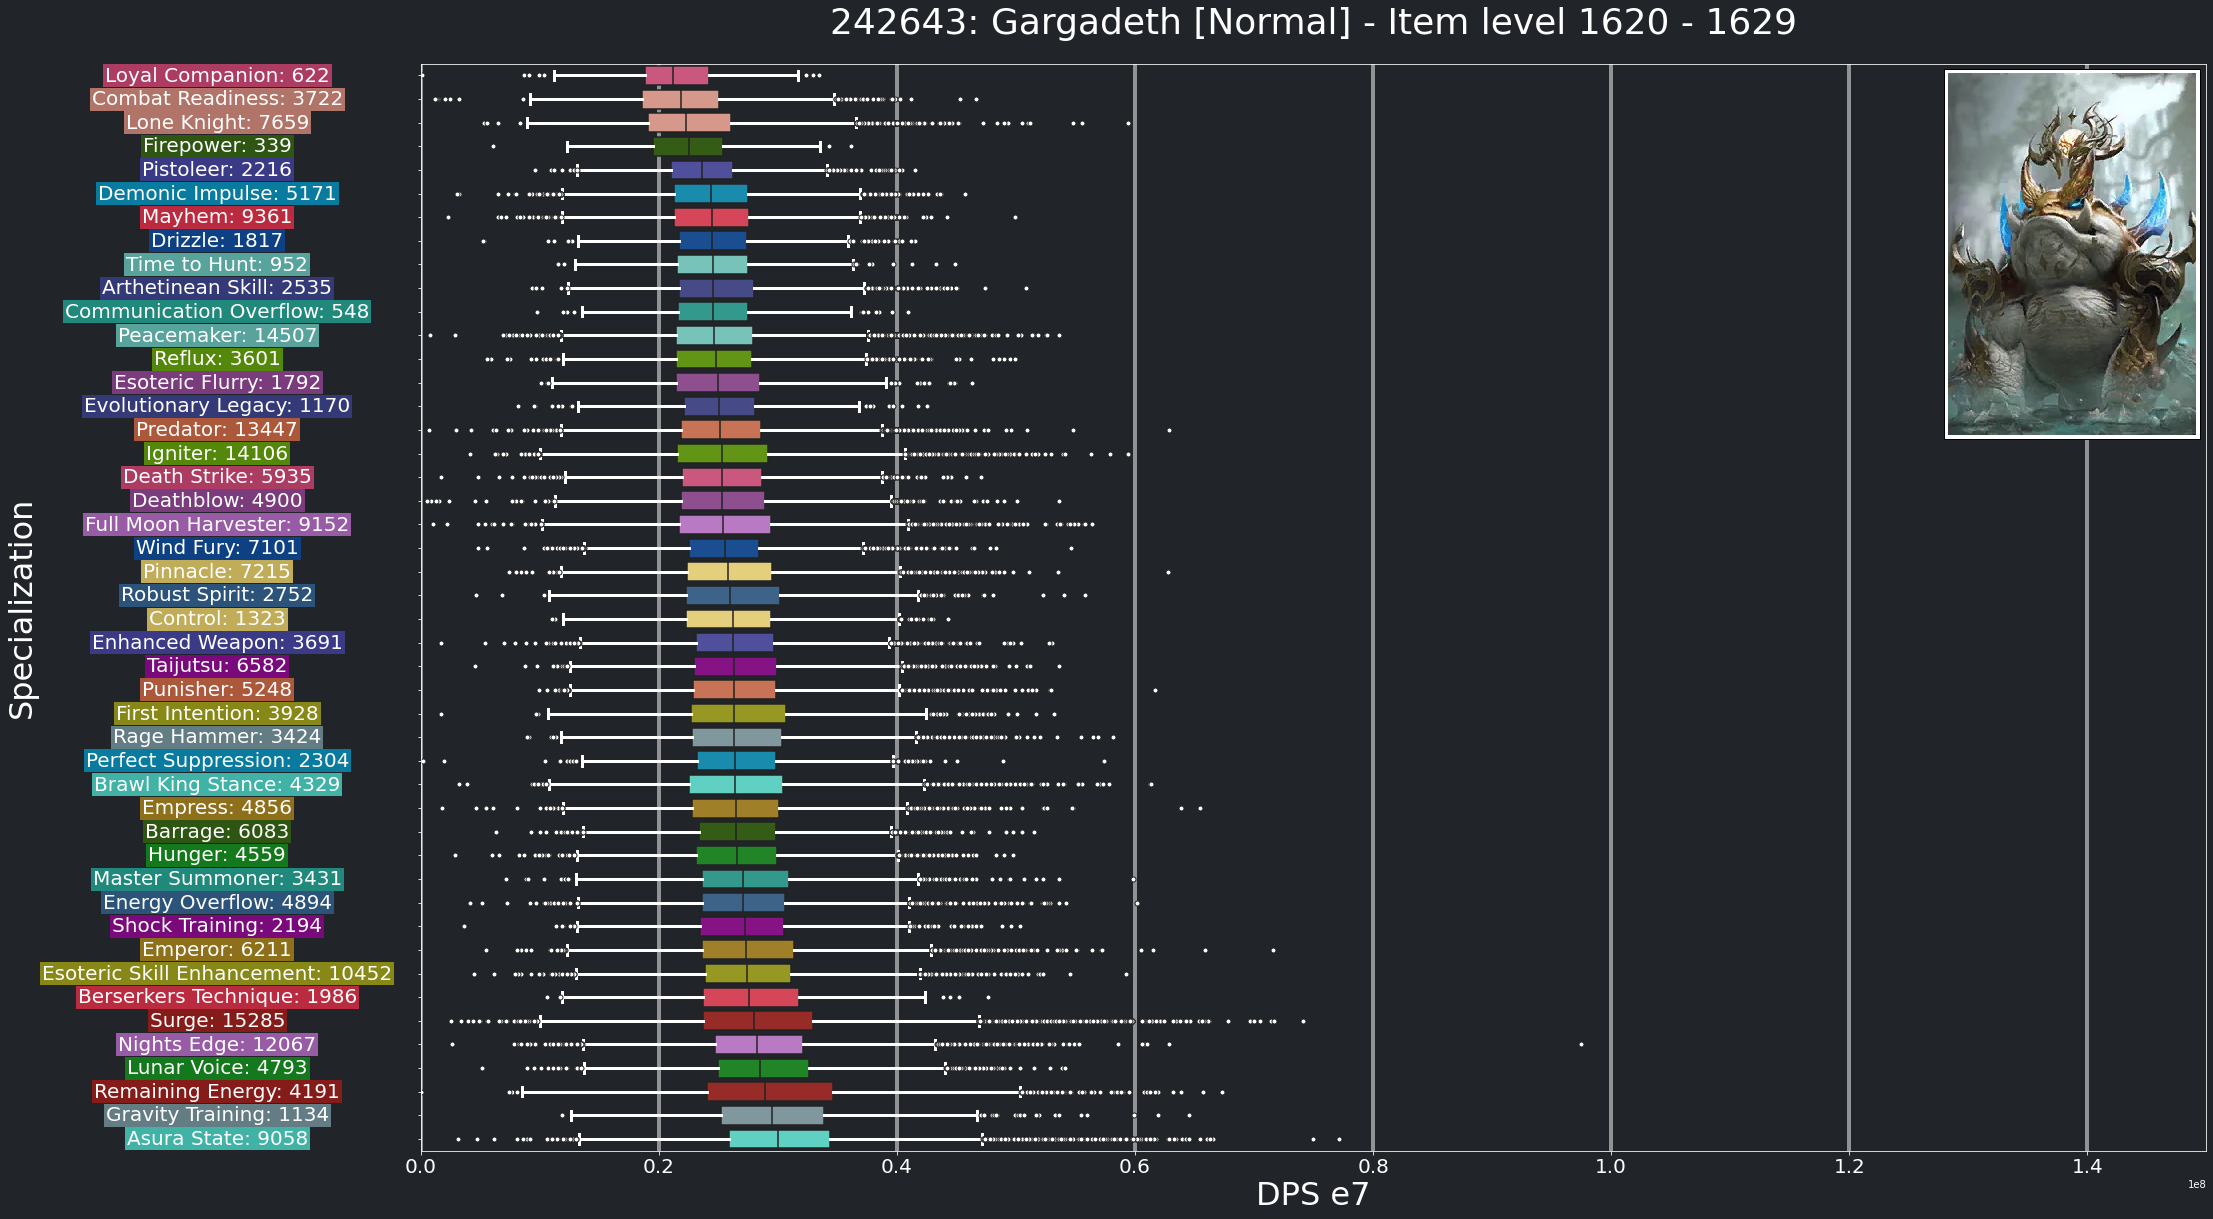 242643: Gargadeth [Normal] - Item level 1620 - 1629
Loyal Companion: 622
Combat Readiness: 3722
Lone Knight: 7659
Firepower: 339
Pistoleer: 2216
Demonic Impulse: 5171
Mayhem: 9361
Drizzle: 1817
Time to Hunt: 952
Arthetinean Skill: 2535
Communication Overflow: 548
Peacemaker: 14507
Reflux: 3601
Esoteric Flurry: 1792
Evolutionary Legacy: 1170
Predator: 13447
Igniter: 14106
Death Strike: 5935
Deathblow: 4900
Full Moon Harvester: 9152
Wind Fury: 7101
Pinnacle: 7215
Robust Spirit: 2752
Control: 1323
Enhanced Weapon: 3691
Taijutsu: 6582
Punisher: 5248
First Intention: 3928
Rage Hammer: 3424
Perfect Suppression: 2304
Brawl King Stance: 4329
Empress: 4856
Barrage: 6083
Hunger: 4559
Master Summoner: 3431
Energy Overflow: 4894
Shock Training: 2194
Emperor: 6211
Esoteric Skill Enhancement: 10452
Berserkers Technique: 1986
Surge: 15285
Nights Edge: 12067
Lunar Voice: 4793
Remaining Energy: 4191
Gravity Training: 1134
Asura State: 9058
Specialization
0.0 0.2 0.4 0.6 0.8 1.0 1.2 1.4
1e8
DPS e7